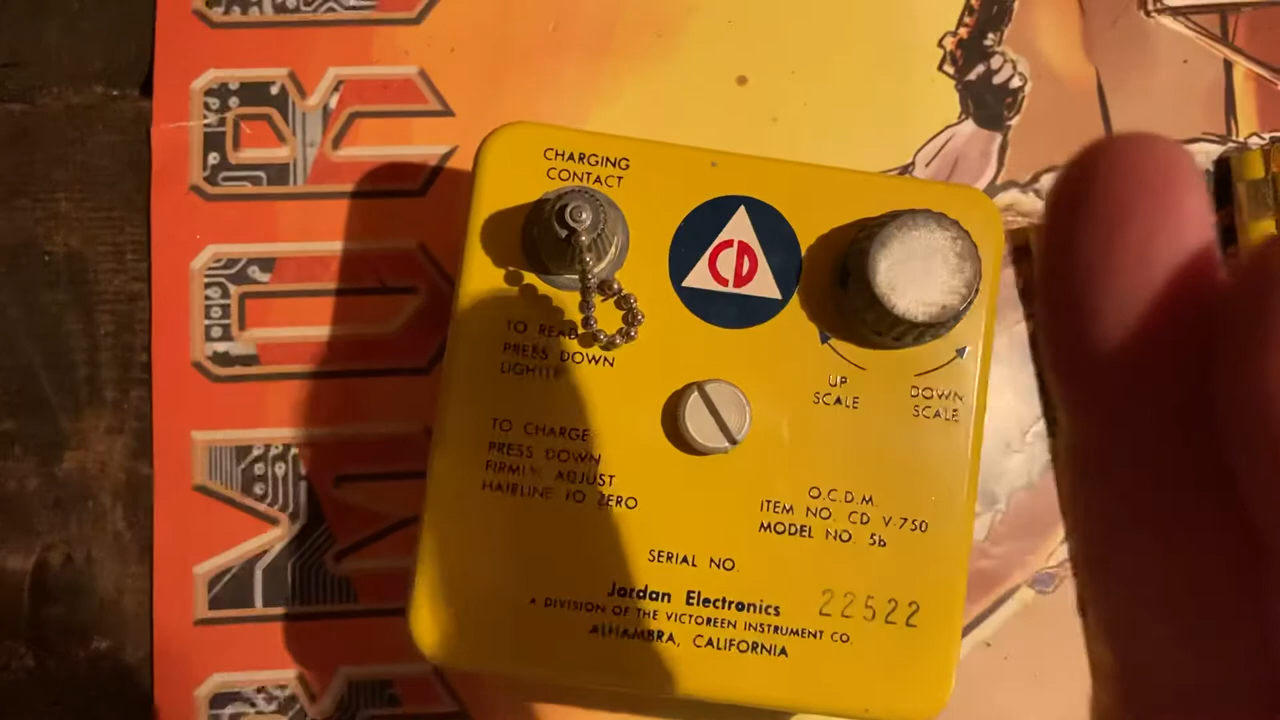 CHARGING
CONTACT
CD
TO READ
PRESS DOWN
LIGHTLY
UP
SCALE
DOWN
SCALE
TO CHARGE
PRESS DOWN
FIRMLY, ADJUST
HAIRLINE TO ZERO
O.C.D.M.
ITEM NO. CD V-750
MODEL NO. 5b
SERIAL NO.
22522
Jordan Electronics
A DIVISION OF THE VICTOREEN INSTRUMENT CO.
ALHAMBRA, CALIFORNIA